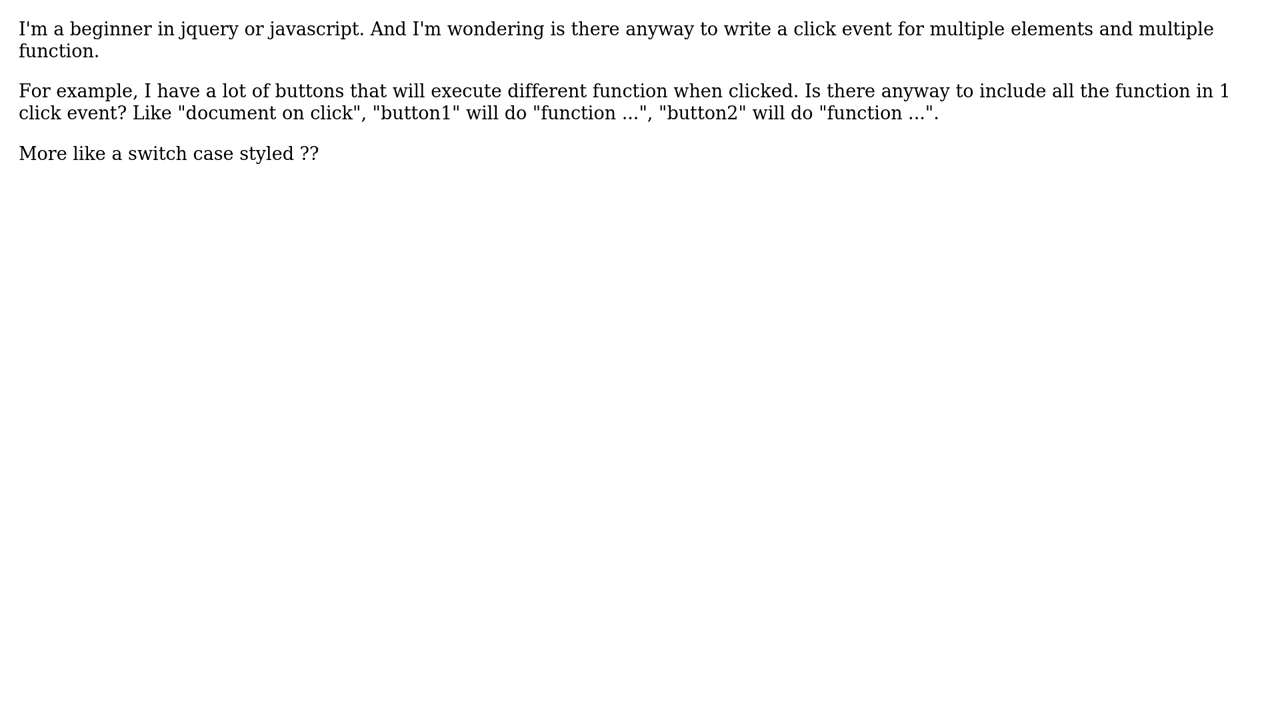 I'm a beginner in jquery or javascript. And I'm wondering is there anyway to write a click event for multiple elements and multiple
function.
For example, I have a lot of buttons that will execute different function when clicked. Is there anyway to include all the function in 1
click event? Like "document on click", "button1" will do "function ...", "button2" will do "function ...".
More like a switch case styled ??